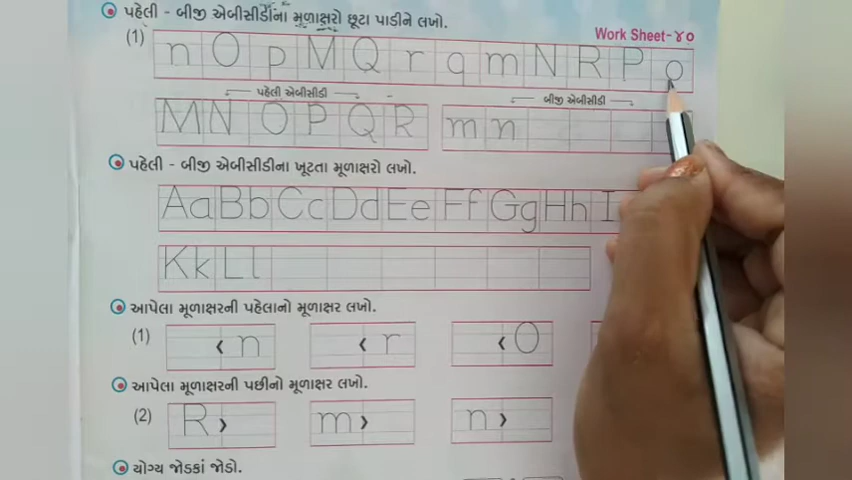 પહેલી - બીજી એબીસીડીના મૂળાક્ષરો છૂટા પાડીને લખો.
Work Sheet-૪૦
(1) n O p M Q r q m N R P o
પહેલી એબીસીડી બીજી એબીસીડી
M N O P Q R m n
પહેલી - બીજી એબીસીડીના ખૂટતા મૂળાક્ષરો લખો.
Aa Bb Cc Dd Ee Ff Gg Hh I
Kk Ll
આપેલા મૂળાક્ષરની પહેલાનો મૂળાક્ષર લખો.
(1) ‹ n ‹ r ‹ O
આપેલા મૂળાક્ષરની પછીનો મૂળાક્ષર લખો.
(2) R › m › n ›
યોગ્ય જોડકાં જોડો.